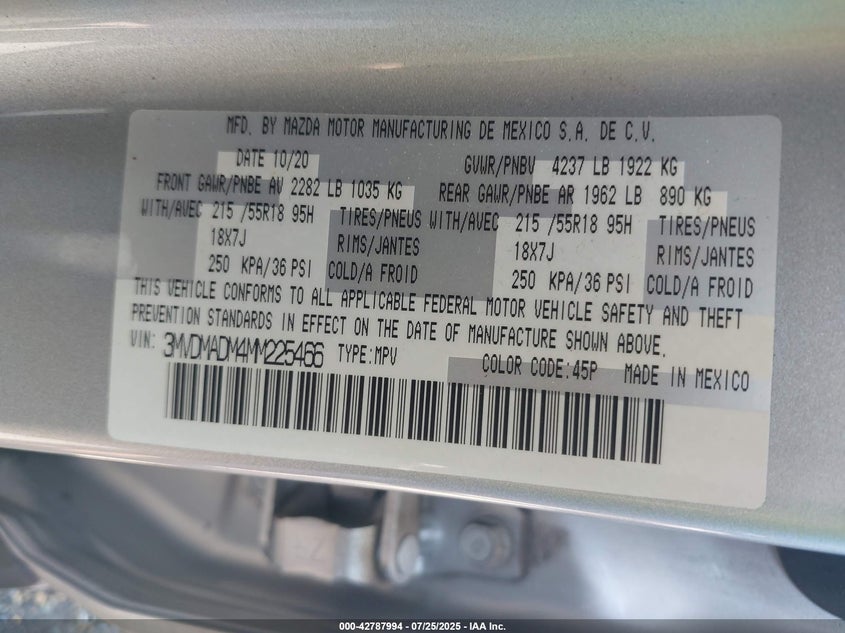 MFD. BY MAZDA MOTOR MANUFACTURING DE MEXICO S.A. DE C.V.
DATE 10/20 GVWR/PNBV 4237 LB 1922 KG
FRONT GAWR/PNBE AV 2282 LB 1035 KG REAR GAWR/PNBE AR 1962 LB 890 KG
WITH/AVEC 215 /55R18 95H TIRES/PNEUS WITH/AVEC 215 /55R18 95H TIRES/PNEUS
18X7J RIMS/JANTES 18X7J RIMS/JANTES
250 KPA/36 PSI COLD/A FROID 250 KPA/36 PSI COLD/A FROID
THIS VEHICLE CONFORMS TO ALL APPLICABLE FEDERAL MOTOR VEHICLE SAFETY AND THEFT
PREVENTION STANDARDS IN EFFECT ON THE DATE OF MANUFACTURE SHOWN ABOVE.
VIN: 3MVDMADM4MM225466 TYPE:MPV COLOR CODE:45P MADE IN MEXICO
000-42787994 / 07/25/2025 - IAA Inc.